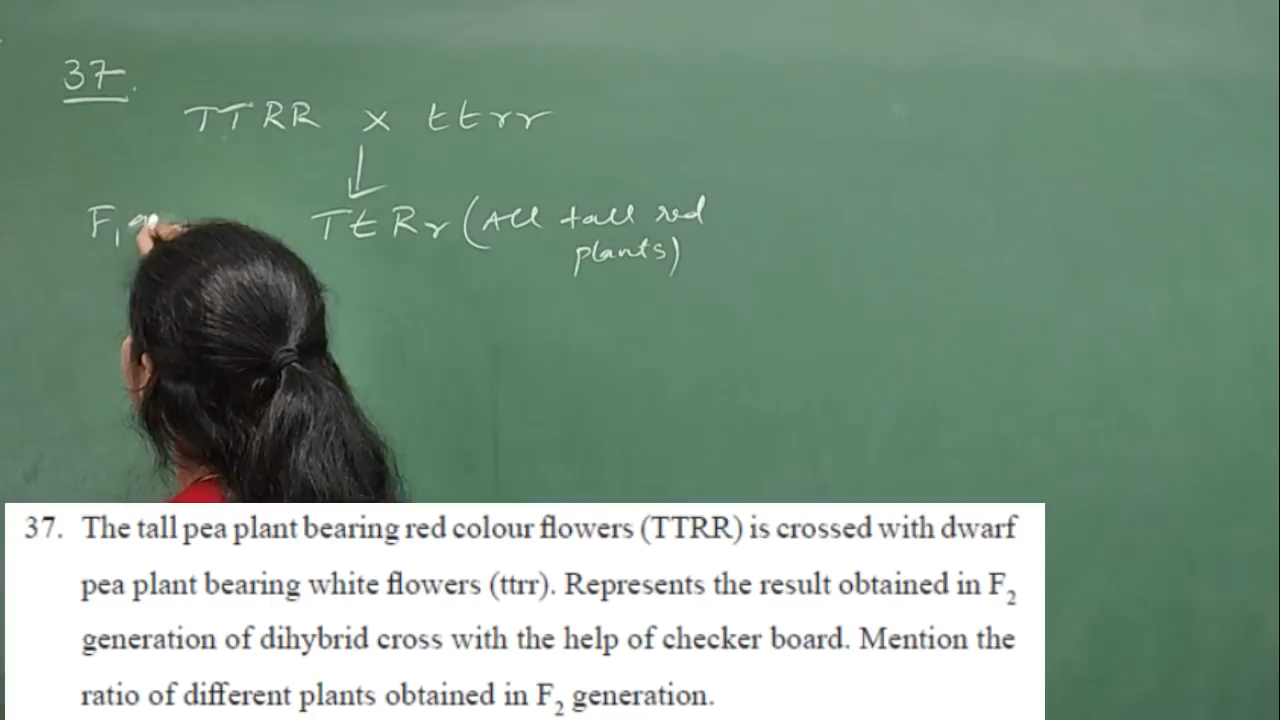 37.
TTRR x ttrr
F1 TtRr (All tall red
plants)
37. The tall pea plant bearing red colour flowers (TTRR) is crossed with dwarf
pea plant bearing white flowers (ttrr). Represents the result obtained in F2
generation of dihybrid cross with the help of checker board. Mention the
ratio of different plants obtained in F2 generation.